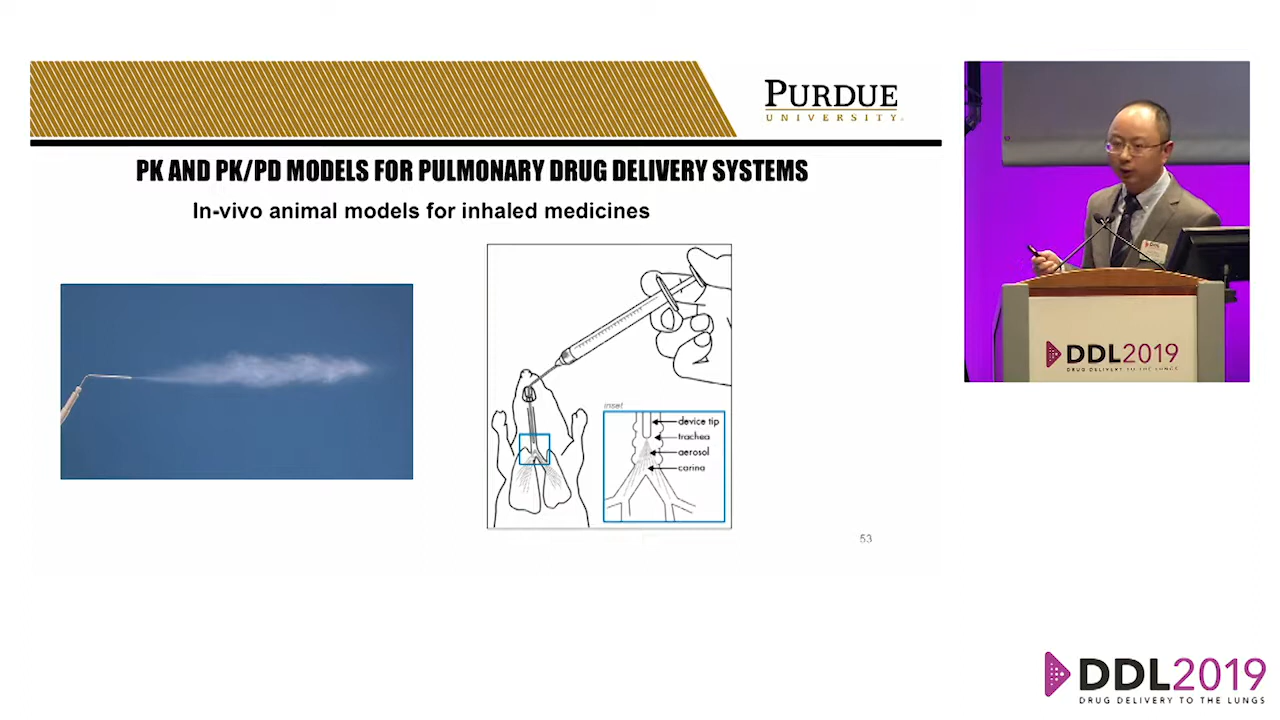 PURDUE
UNIVERSITY.
PK AND PK/PD MODELS FOR PULMONARY DRUG DELIVERY SYSTEMS
In-vivo animal models for inhaled medicines
inset
device tip
trachea
aerosol
carina
53
DDL2019
DRUG DELIVERY TO THE LUNGS
DDL2019
DRUG DELIVERY TO THE LUNGS